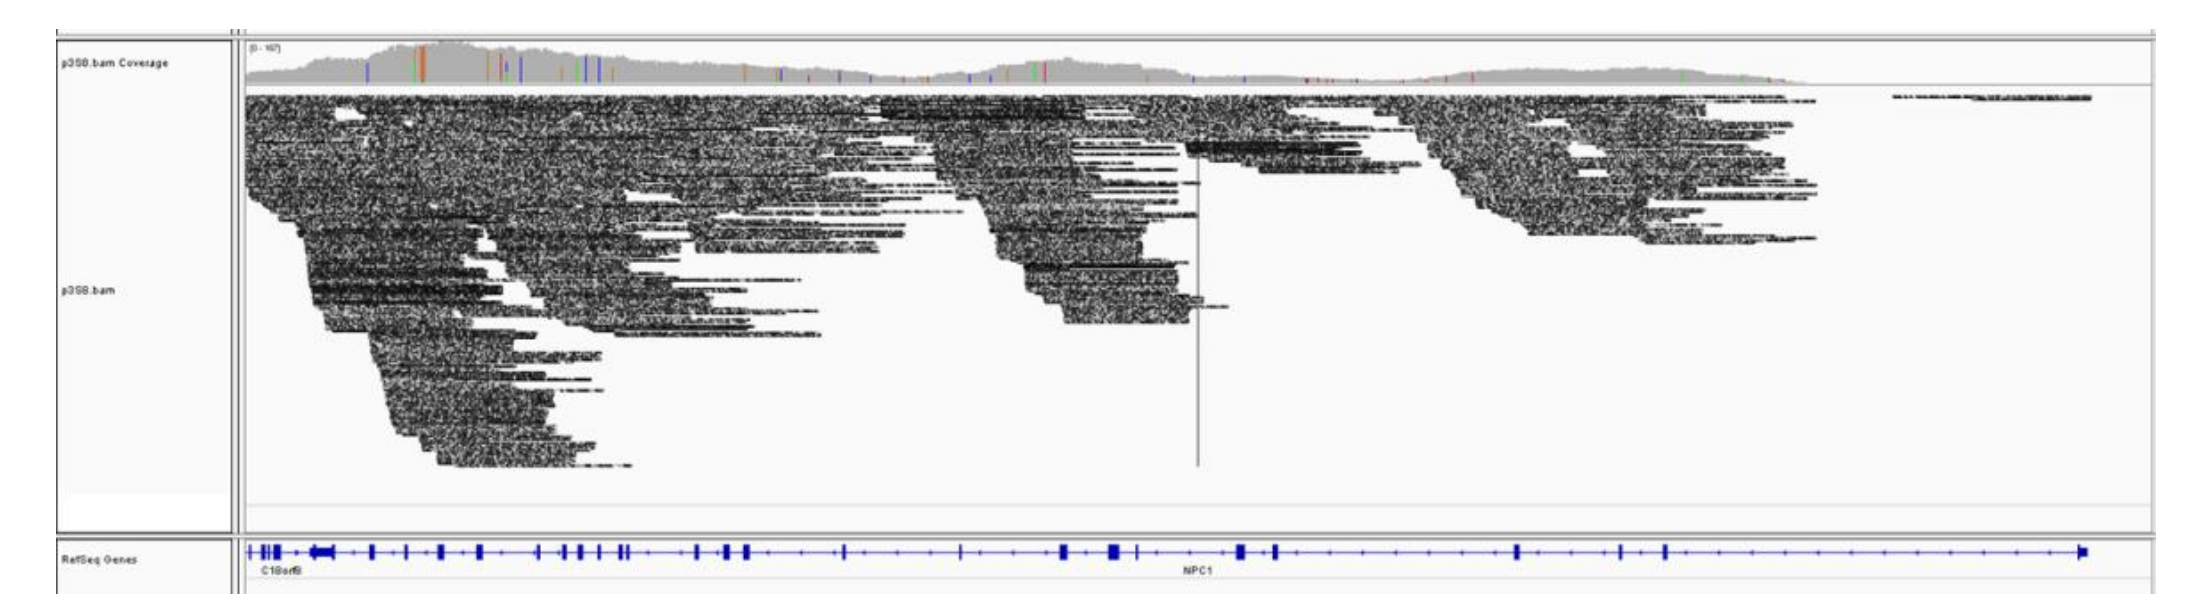 [0 - 167]
p358.bam Coverage
p358.bam
RefSeq Genes
C18orf8
NPC1